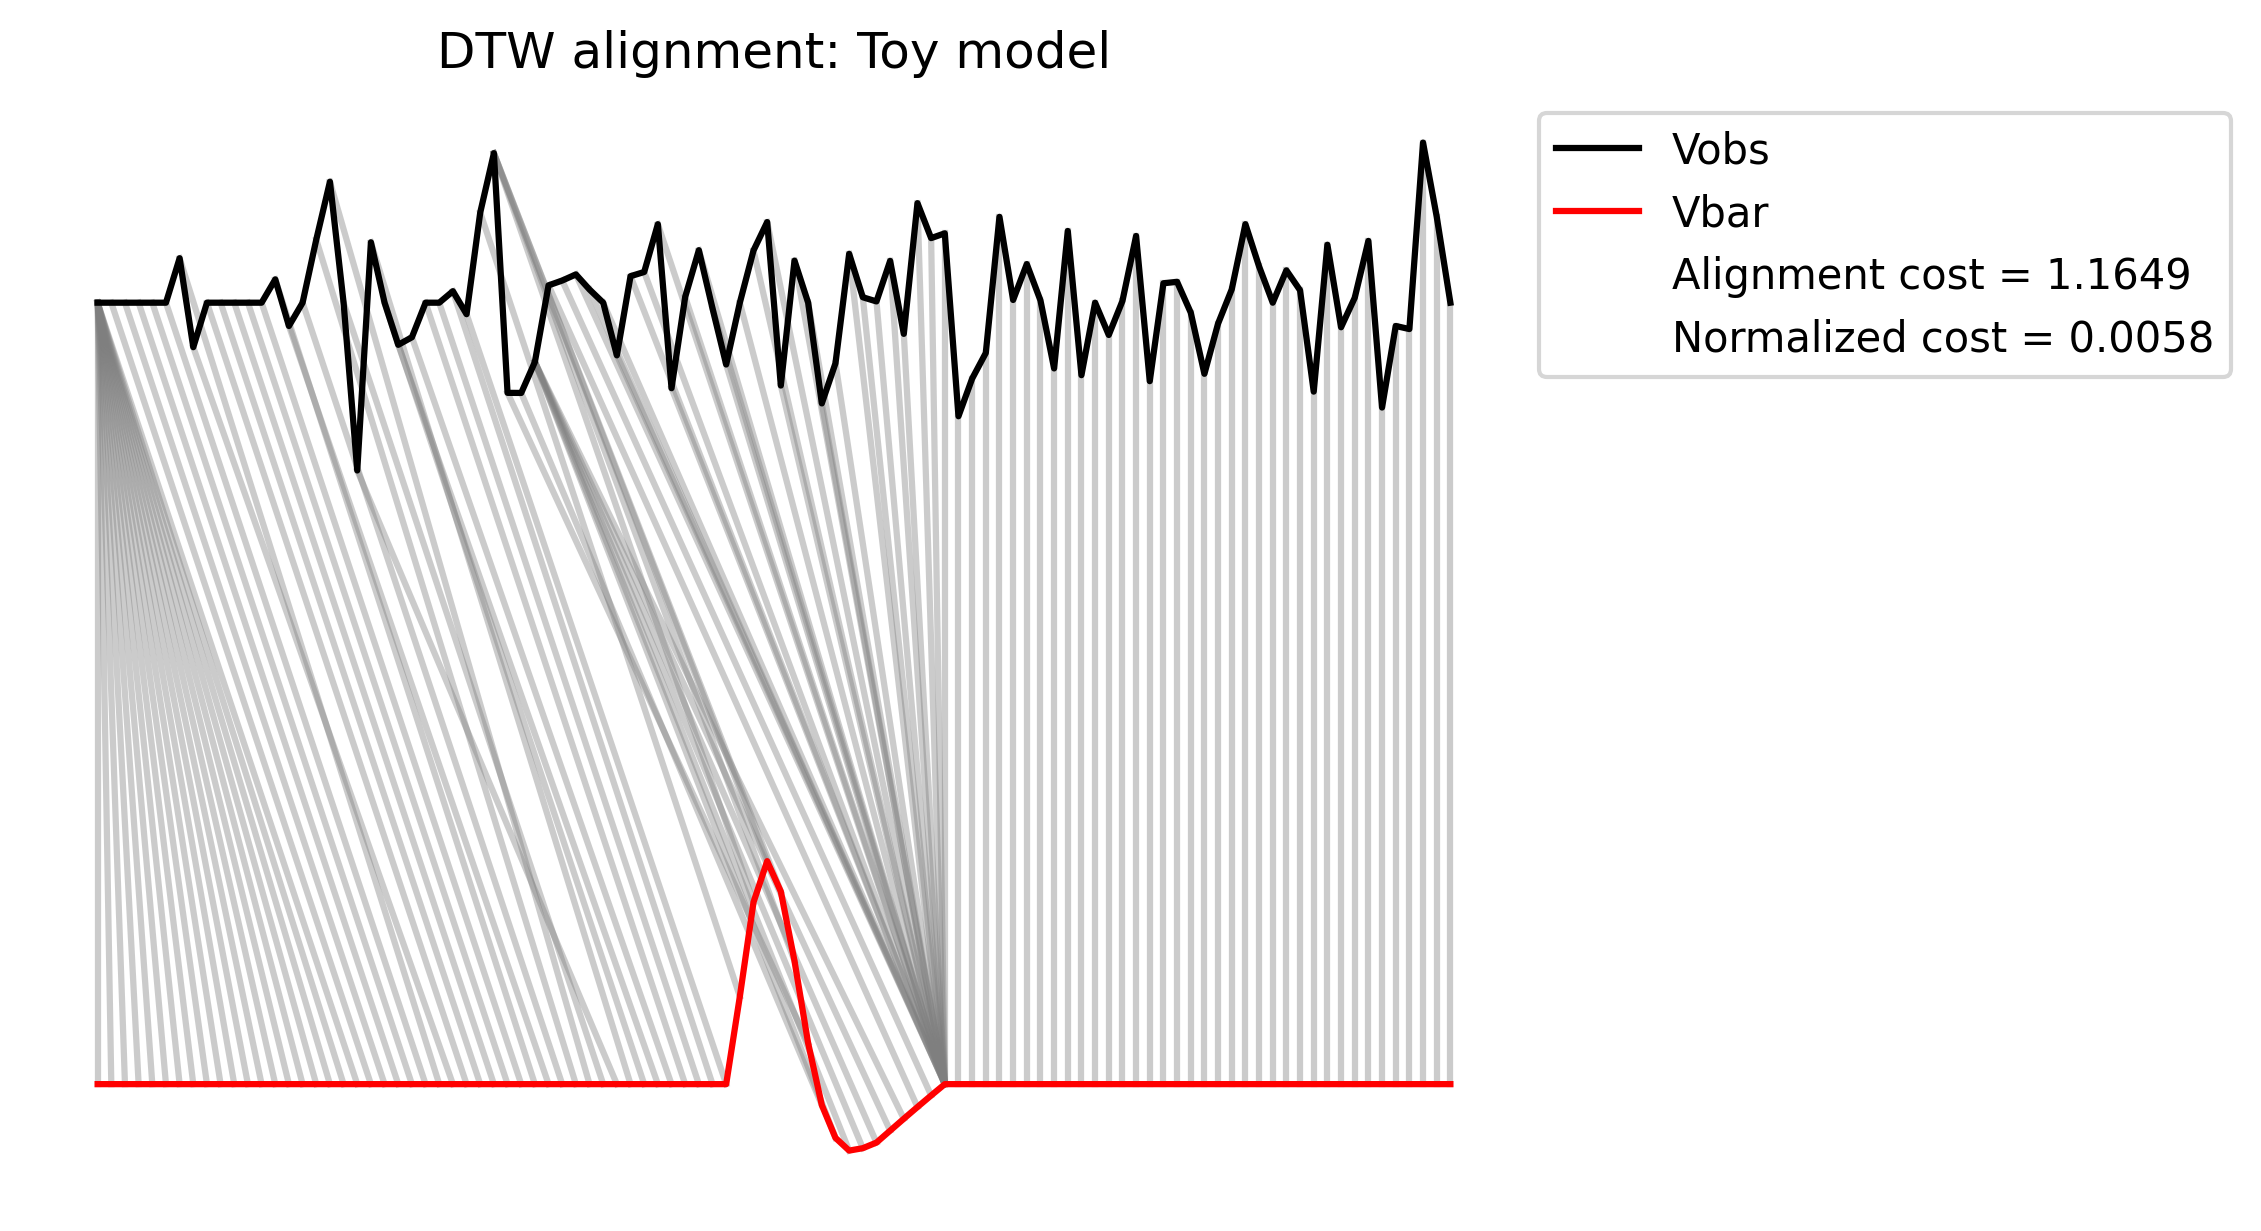 DTW alignment: Toy model
Vobs
Vbar
Alignment cost = 1.1649
Normalized cost = 0.0058